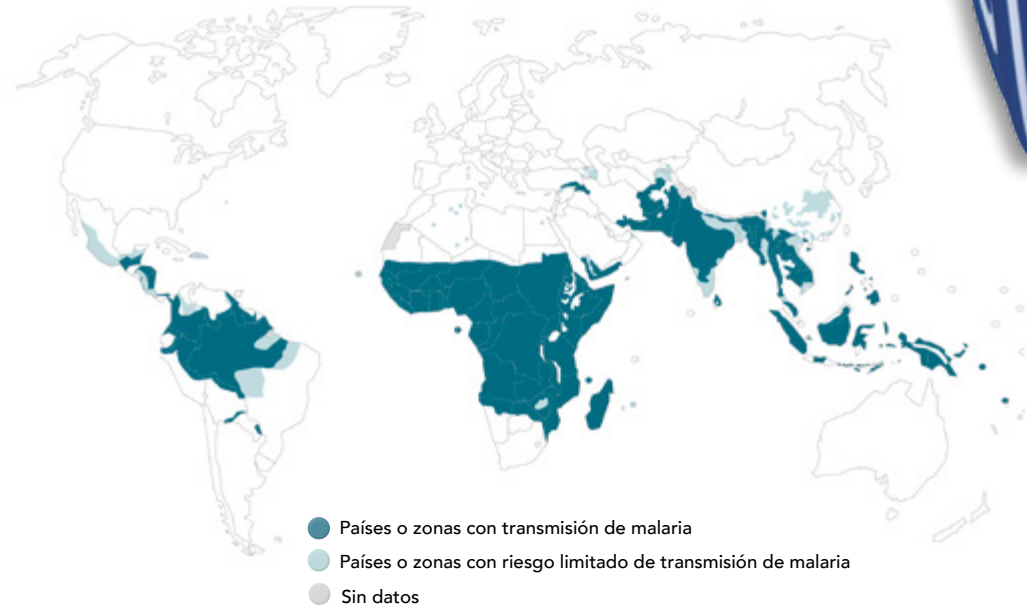 Países o zonas con transmisión de malaria
Países o zonas con riesgo limitado de transmisión de malaria
Sin datos